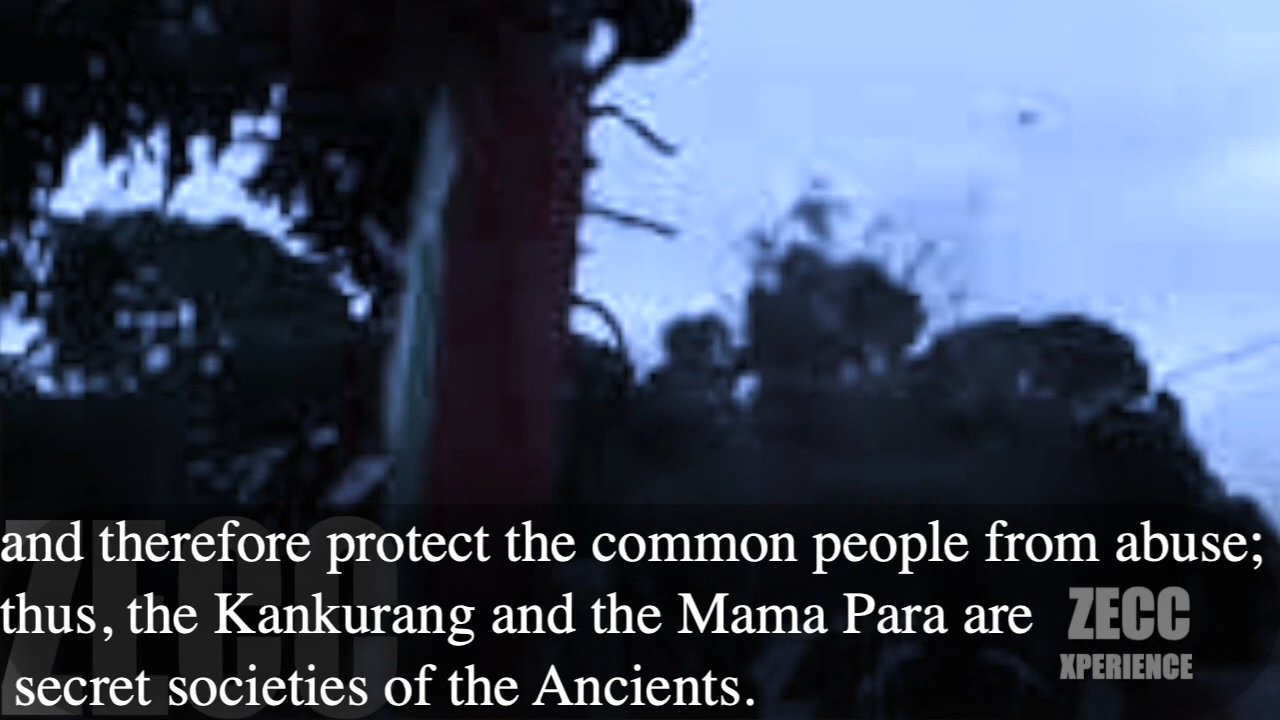 and therefore protect the common people from abuse;
thus, the Kankurang and the Mama Para are
secret societies of the Ancients.
ZECC
XPERIENCE
ZECC